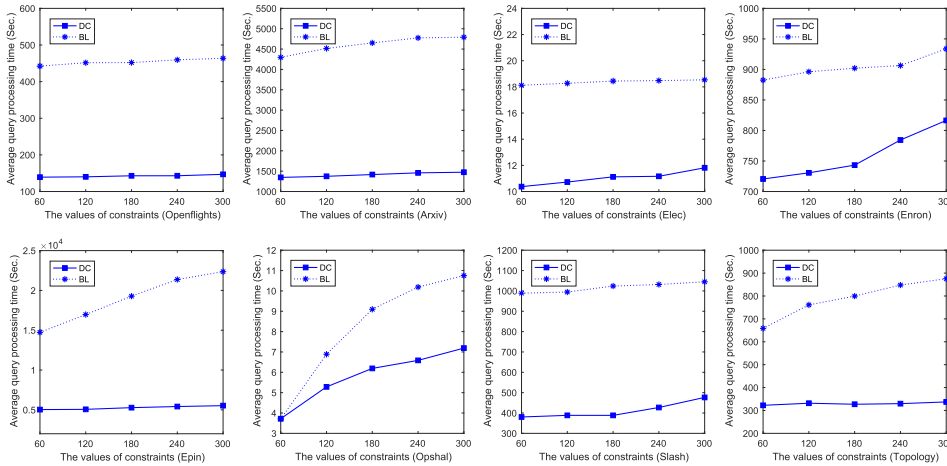 Average query processing time (Sec.)
600
500
400
300
200
100
DC
BL
60 120 180 240 300
The values of constraints (Openflights)
Average query processing time (Sec.)
5500
5000
4500
4000
3500
3000
2500
2000
1500
1000
DC
BL
60 120 180 240 300
The values of constraints (Arxiv)
Average query processing time (Sec.)
24
22
20
18
16
14
12
10
DC
BL
60 120 180 240 300
The values of constraints (Elec)
Average query processing time (Sec.)
1000
950
900
850
800
750
700
DC
BL
60 120 180 240 300
The values of constraints (Enron)
Average query processing time (Sec.)
× 10⁴
2.5
2
1.5
1
0.5
DC
BL
60 120 180 240 300
The values of constraints (Epin)
Average query processing time (Sec.)
12
11
10
9
8
7
6
5
4
3
DC
BL
60 120 180 240 300
The values of constraints (Opshal)
Average query processing time (Sec.)
1200
1100
1000
900
800
700
600
500
400
300
DC
BL
60 120 180 240 300
The values of constraints (Slash)
Average query processing time (Sec.)
1000
900
800
700
600
500
400
300
200
DC
BL
60 120 180 240 300
The values of constraints (Topology)